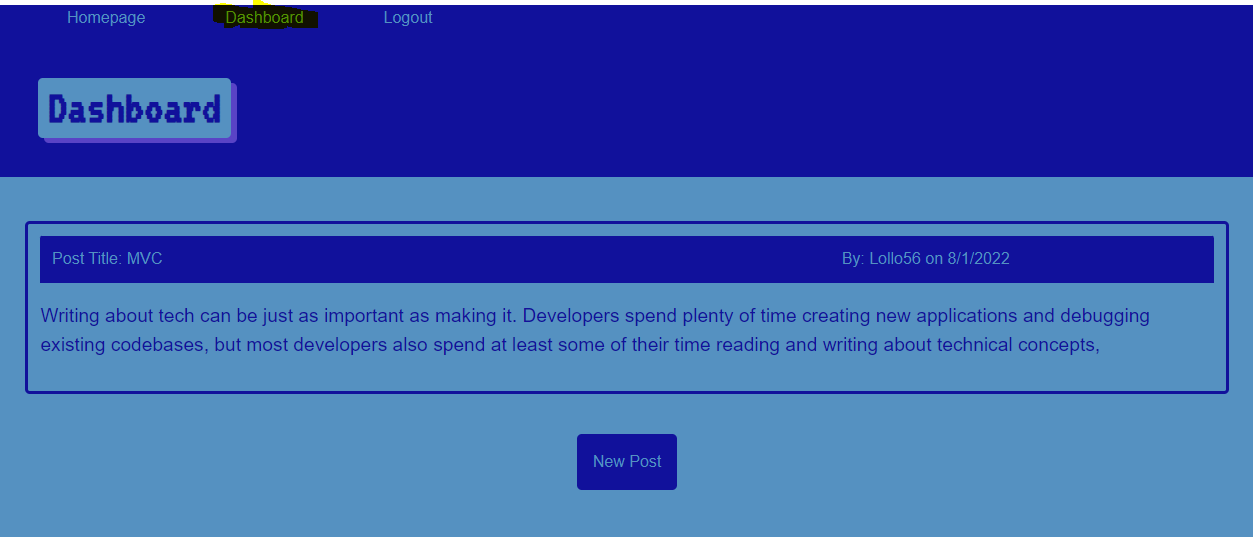 Homepage Dashboard Logout
Dashboard
Post Title: MVC By: Lollo56 on 8/1/2022
Writing about tech can be just as important as making it. Developers spend plenty of time creating new applications and debugging
existing codebases, but most developers also spend at least some of their time reading and writing about technical concepts,
New Post